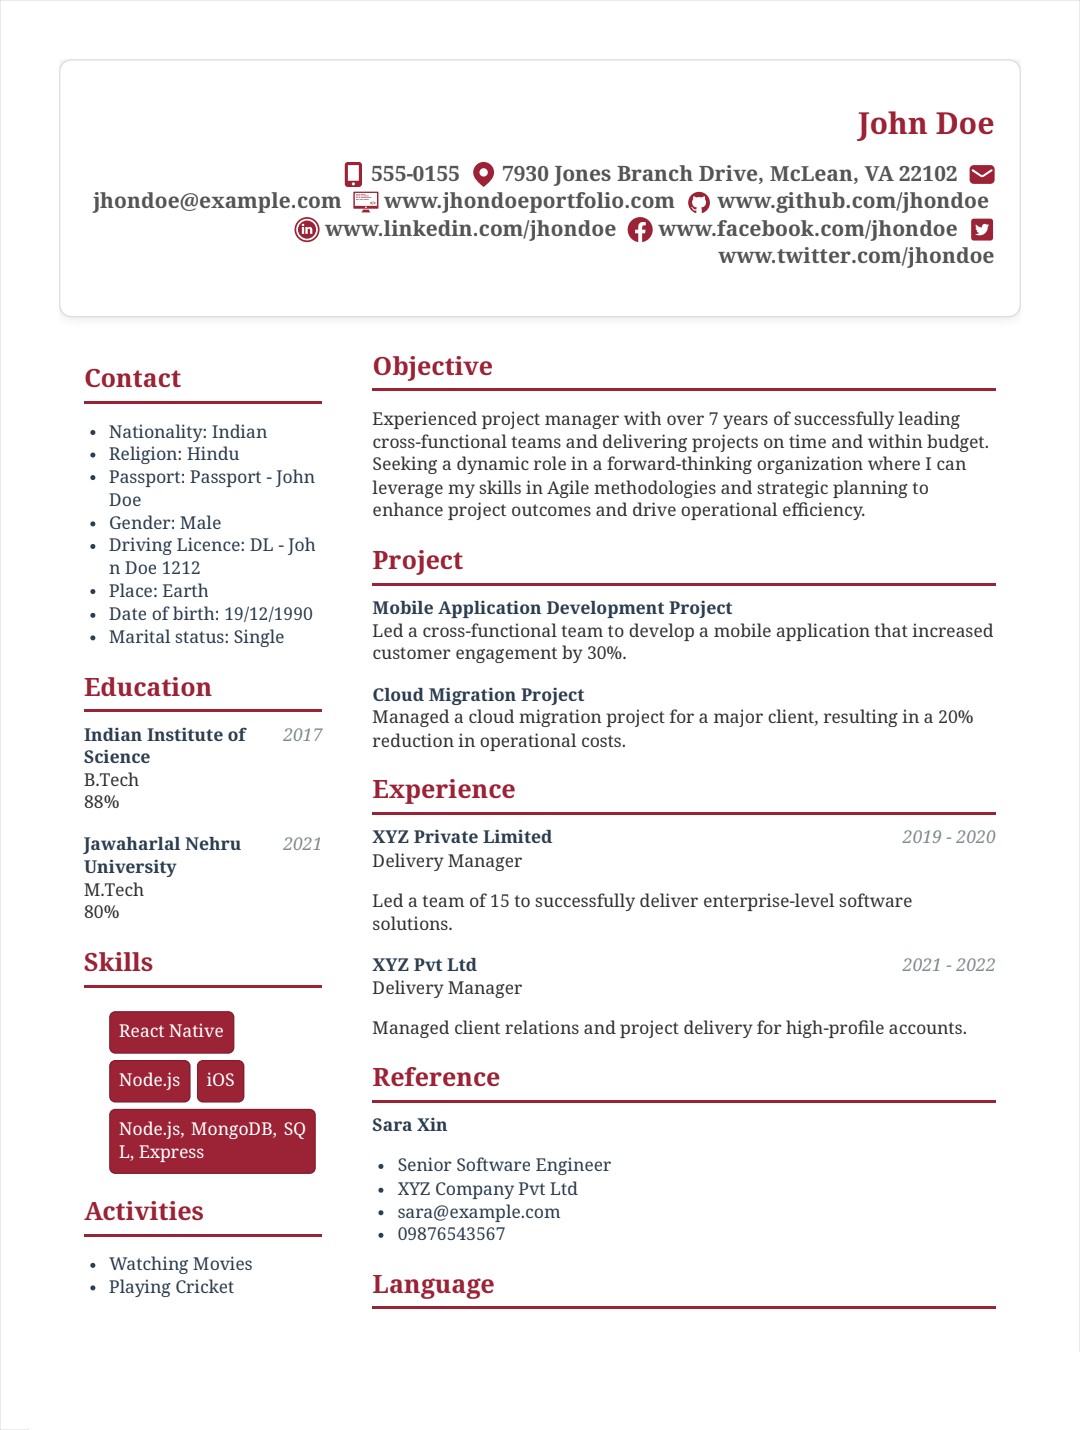 John Doe
555-0155 7930 Jones Branch Drive, McLean, VA 22102
jhondoe@example.com www.jhondoeportfolio.com www.github.com/jhondoe
www.linkedin.com/jhondoe www.facebook.com/jhondoe
www.twitter.com/jhondoe
Contact
• Nationality: Indian
• Religion: Hindu
• Passport: Passport - John
Doe
• Gender: Male
• Driving Licence: DL - Joh
n Doe 1212
• Place: Earth
• Date of birth: 19/12/1990
• Marital status: Single
Education
Indian Institute of 2017
Science
B.Tech
88%
Jawaharlal Nehru 2021
University
M.Tech
80%
Skills
React Native
Node.js iOS
Node.js, MongoDB, SQ
L, Express
Activities
• Watching Movies
• Playing Cricket
Objective
Experienced project manager with over 7 years of successfully leading
cross-functional teams and delivering projects on time and within budget.
Seeking a dynamic role in a forward-thinking organization where I can
leverage my skills in Agile methodologies and strategic planning to
enhance project outcomes and drive operational efficiency.
Project
Mobile Application Development Project
Led a cross-functional team to develop a mobile application that increased
customer engagement by 30%.
Cloud Migration Project
Managed a cloud migration project for a major client, resulting in a 20%
reduction in operational costs.
Experience
XYZ Private Limited 2019 - 2020
Delivery Manager
Led a team of 15 to successfully deliver enterprise-level software
solutions.
XYZ Pvt Ltd 2021 - 2022
Delivery Manager
Managed client relations and project delivery for high-profile accounts.
Reference
Sara Xin
• Senior Software Engineer
• XYZ Company Pvt Ltd
• sara@example.com
• 09876543567
Language